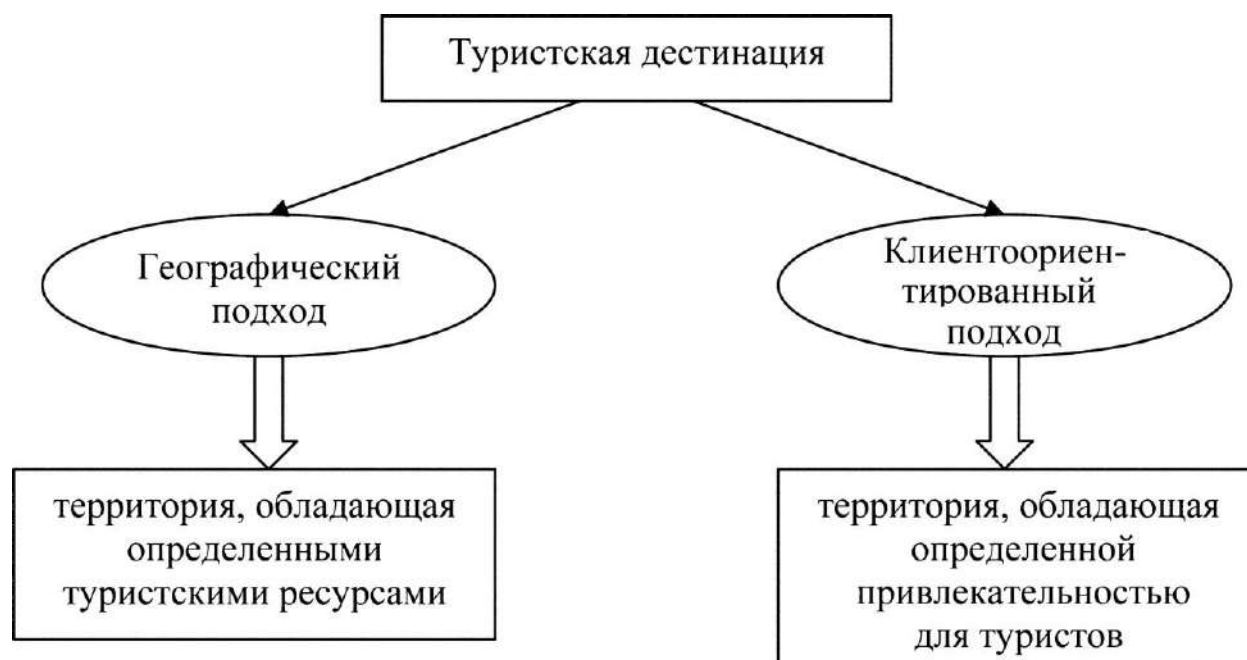 Туристская дестинация
Географический
подход
Клиентоориен-
тированный
подход
территория, обладающая
определенными
туристскими ресурсами
территория, обладающая
определенной
привлекательностью
для туристов